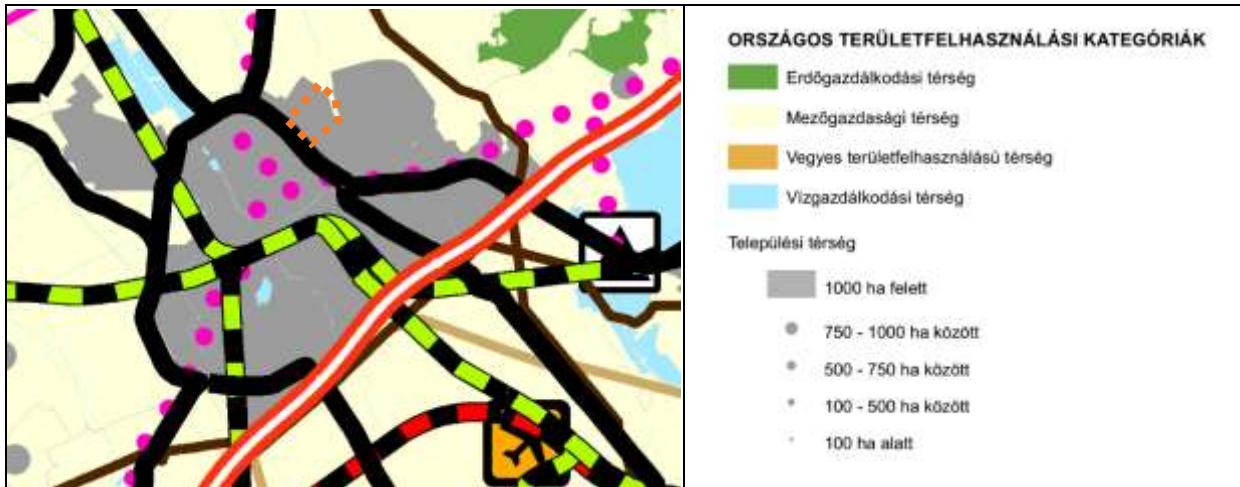 ORSZÁGOS TERÜLETFELHASZNÁLÁSI KATEGÓRIÁK
Erdőgazdálkodási térség
Mezőgazdasági térség
Vegyes területfelhasználású térség
Vízgazdálkodási térség
Települési térség
1000 ha felett
750 - 1000 ha között
500 - 750 ha között
100 - 500 ha között
100 ha alatt